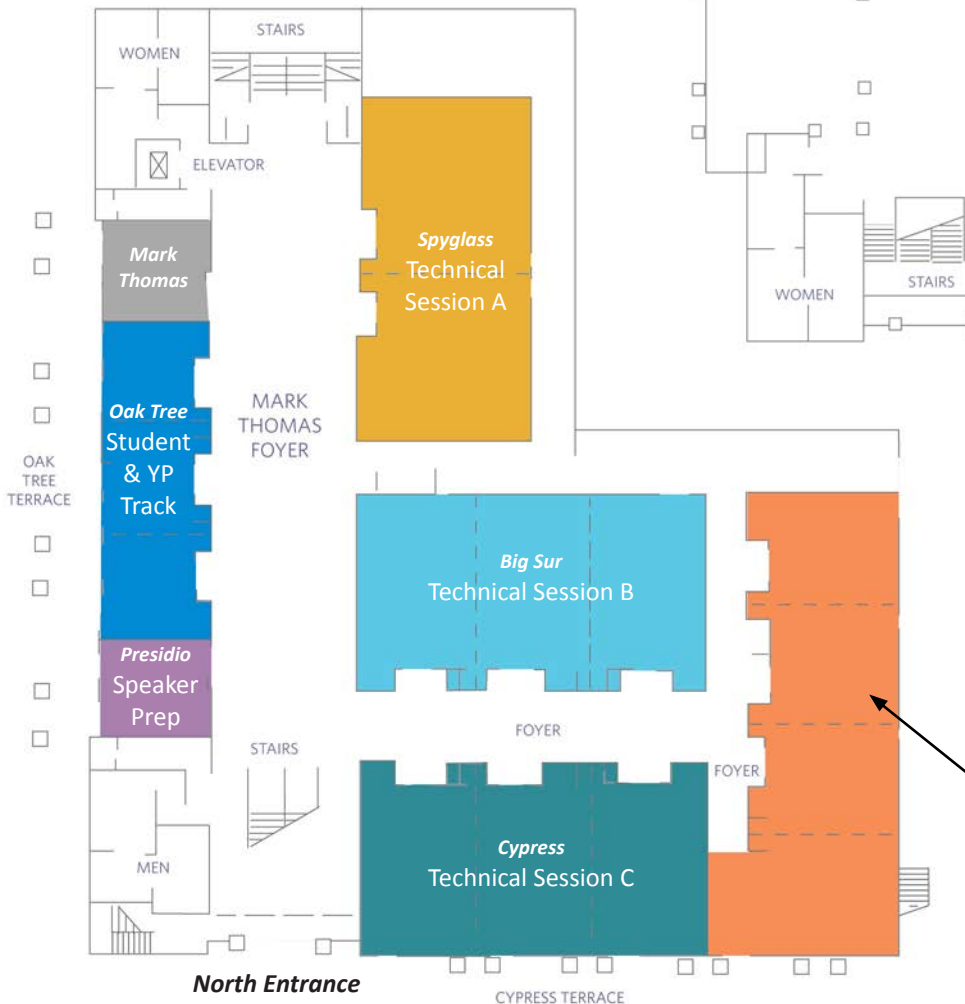 STAIRS
WOMEN
ELEVATOR
Mark
Thomas
Spyglass
Technical
Session A
WOMEN
STAIRS
MARK
THOMAS
FOYER
Oak Tree
Student
& YP
Track
OAK
TREE
TERRACE
Big Sur
Technical Session B
Presidio
Speaker
Prep
STAIRS
FOYER
FOYER
Cypress
Technical Session C
MEN
North Entrance
CYPRESS TERRACE